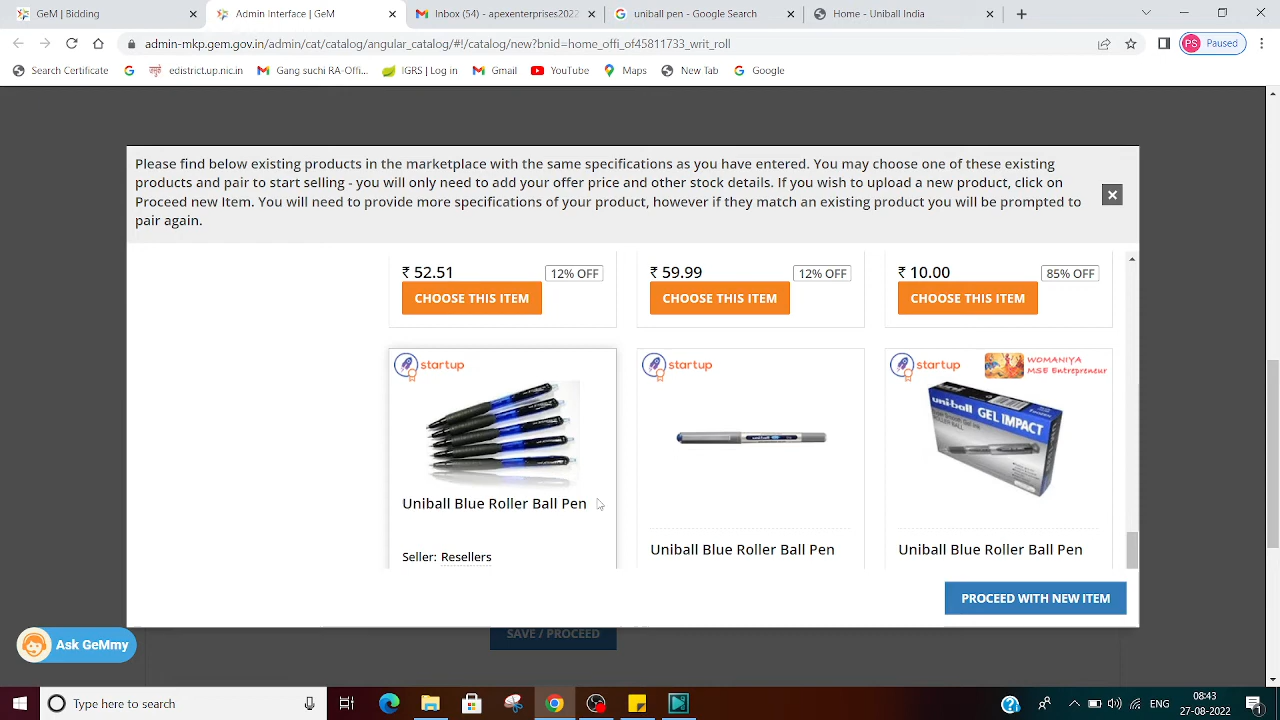 GeM | Bidding
Admin Interface | GeM
Inbox (54) - apexenterprises2022
uniball pen - Google Search
Home - Uniball India
admin-mlp.gem.gov.in/admin/cat/catalog/angular_catalog/#!/cat/new?bnid=home_offi_of45811733_writ_roll
PS Paused
Search Certificate
edistrict.up.nic.in
Gang suchi RA-Offi...
IGRS | Log in
Gmail
YouTube
Maps
New Tab
Google
Please find below existing products in the marketplace with the same specifications as you have entered. You may choose one of these existing
products and pair to start selling - you will only need to add your offer price and other stock details. If you wish to upload a new product, click on
Proceed new Item. You will need to provide more specifications of your product, however if they match an existing product you will be prompted to
pair again.
₹ 52.51 12% OFF
₹ 59.99 12% OFF
₹ 10.00 85% OFF
CHOOSE THIS ITEM
CHOOSE THIS ITEM
CHOOSE THIS ITEM
startup
startup
startup
WOMANIYA
MSE Entrepreneur
uni-ball
GEL IMPACT
ROLLER BALL
Uniball Blue Roller Ball Pen
Seller: Resellers
Uniball Blue Roller Ball Pen
Uniball Blue Roller Ball Pen
PROCEED WITH NEW ITEM
SAVE / PROCEED
Ask GeMmy
Type here to search
ENG
08:43
27-08-2022